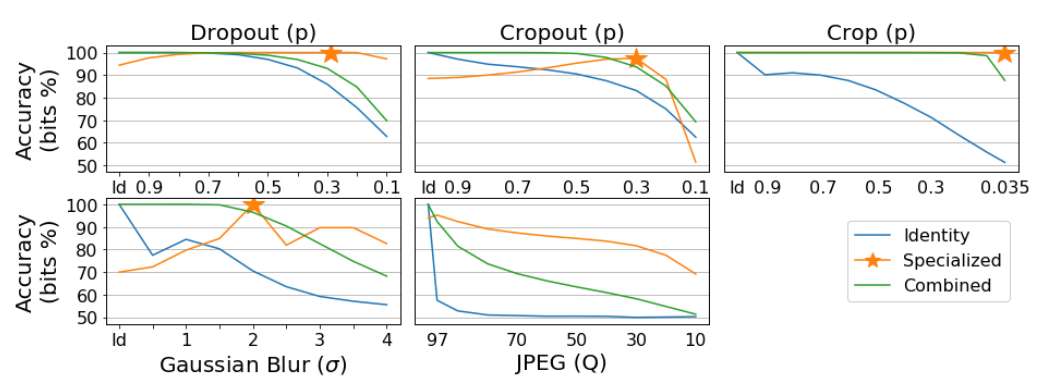 Dropout (p) Cropout (p) Crop (p)
Accuracy
(bits %)
100
90
80
70
60
50
Id 0.9 0.7 0.5 0.3 0.1
Id 0.9 0.7 0.5 0.3 0.1
Id 0.9 0.7 0.5 0.3 0.035
Accuracy
(bits %)
100
90
80
70
60
50
Id 1 2 3 4
97 70 50 30 10
Gaussian Blur (σ) JPEG (Q)
Identity
Specialized
Combined